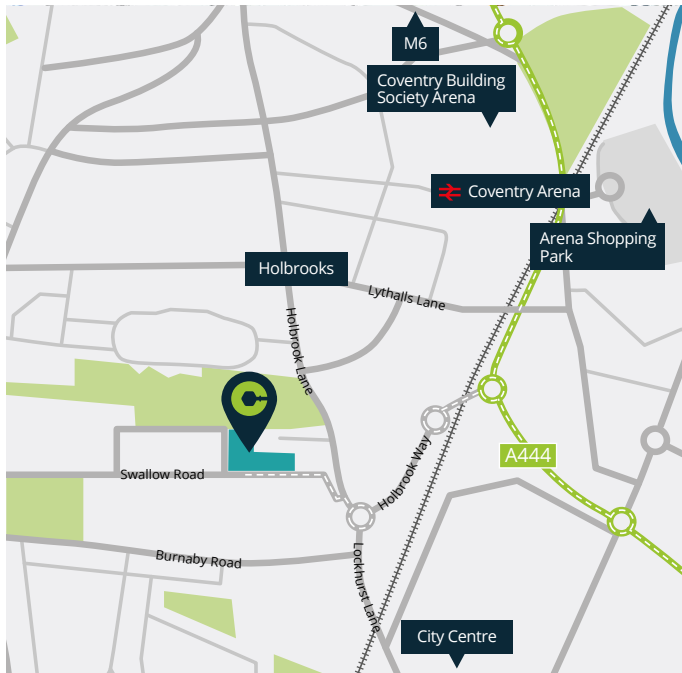 M6
Coventry Building
Society Arena
Coventry Arena
Arena Shopping
Park
Holbrooks
Lythalls Lane
Holbrook Lane
A444
Swallow Road
Holbrook Way
Burnaby Road
Lockhurst Lane
City Centre